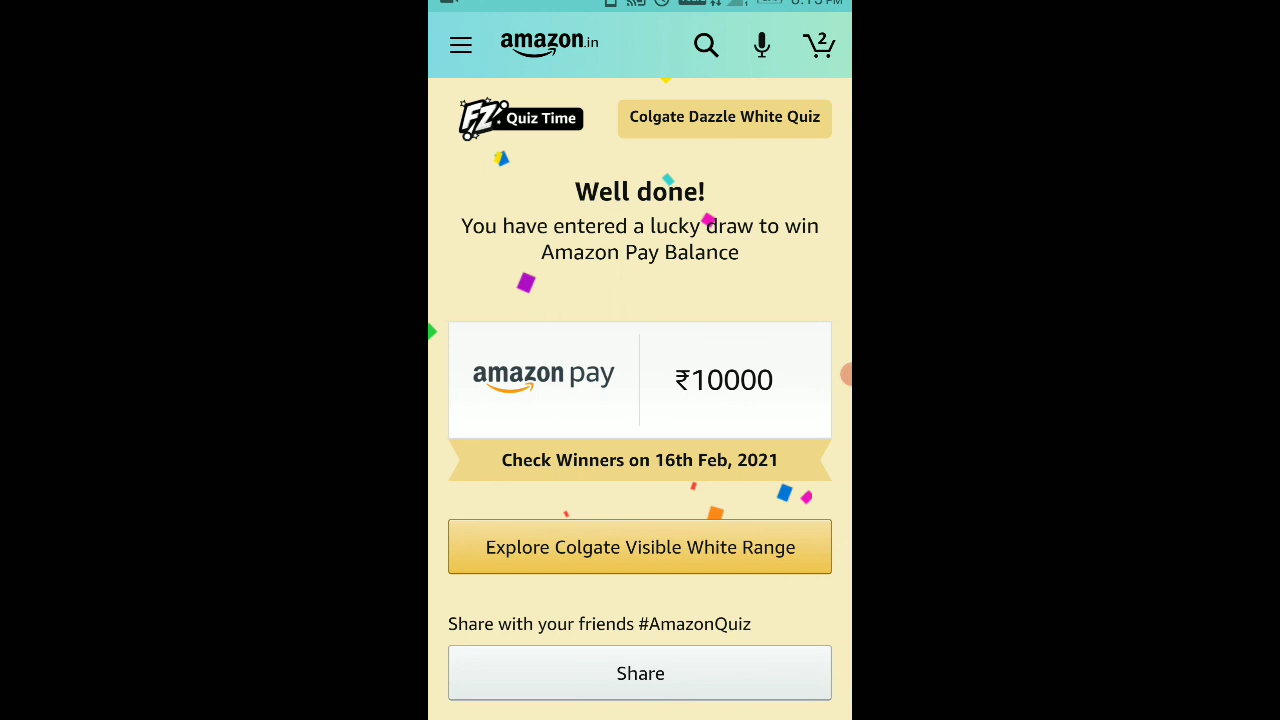 amazon.in
2
FZ Quiz Time
Colgate Dazzle White Quiz
Well done!
You have entered a lucky draw to win
Amazon Pay Balance
amazon pay
₹10000
Check Winners on 16th Feb, 2021
Explore Colgate Visible White Range
Share with your friends #AmazonQuiz
Share